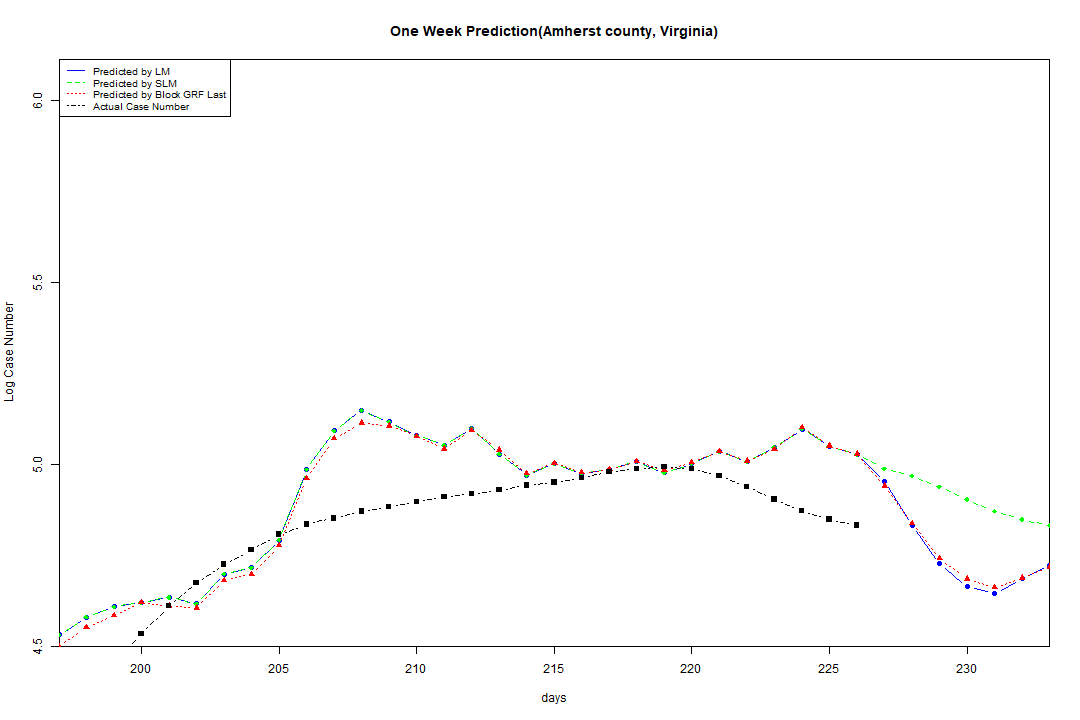 One Week Prediction(Amherst county, Virginia)
Predicted by LM
Predicted by SLM
Predicted by Block GRF Last
Actual Case Number
6.0
5.5
5.0
4.5
Log Case Number
200 205 210 215 220 225 230
days